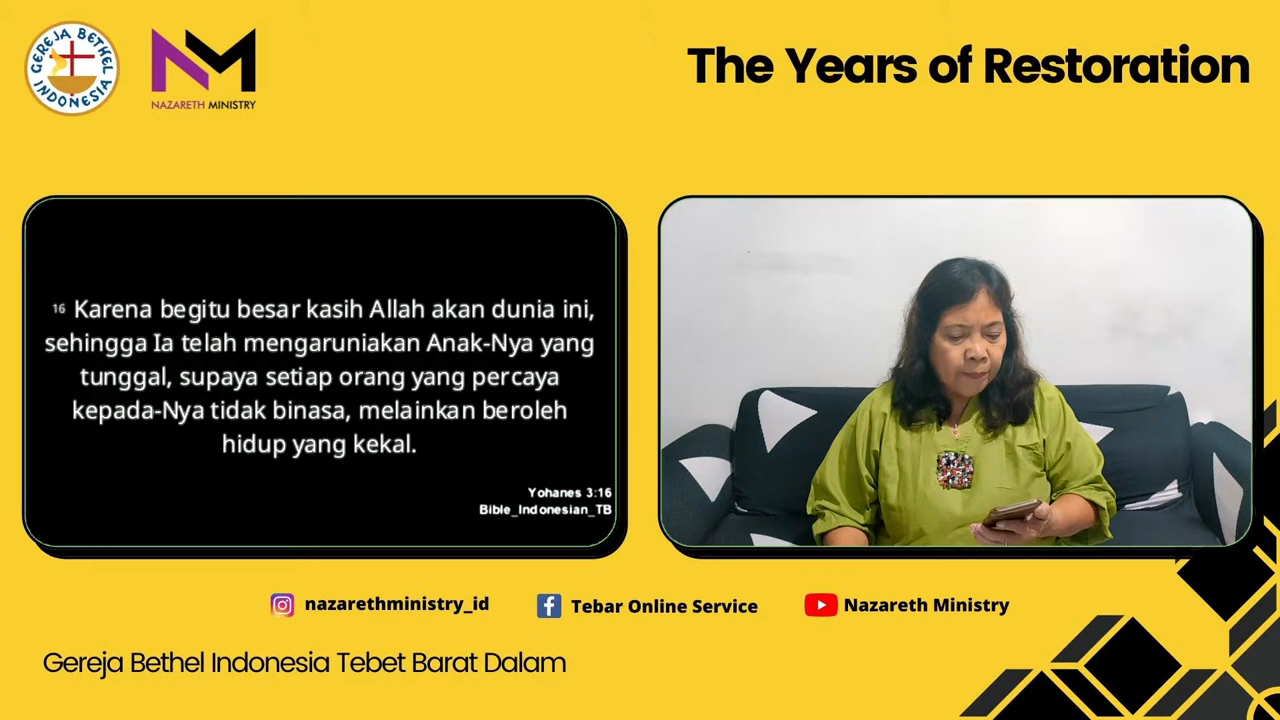 GEREJA BETHEL INDONESIA
NM
NAZARETH MINISTRY
The Years of Restoration
16 Karena begitu besar kasih Allah akan dunia ini,
sehingga Ia telah mengaruniakan Anak-Nya yang
tunggal, supaya setiap orang yang percaya
kepada-Nya tidak binasa, melainkan beroleh
hidup yang kekal.
Yohanes 3:16
Bible_Indonesian_TB
nazarethministry_id
Tebar Online Service
Nazareth Ministry
Gereja Bethel Indonesia Tebet Barat Dalam